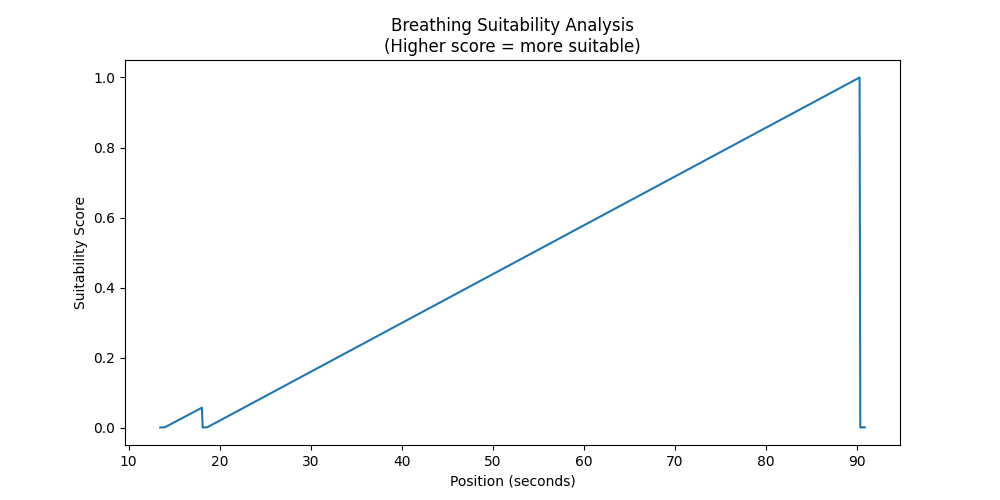 Breathing Suitability Analysis
(Higher score = more suitable)
Suitability Score
1.0
0.8
0.6
0.4
0.2
0.0
10 20 30 40 50 60 70 80 90
Position (seconds)